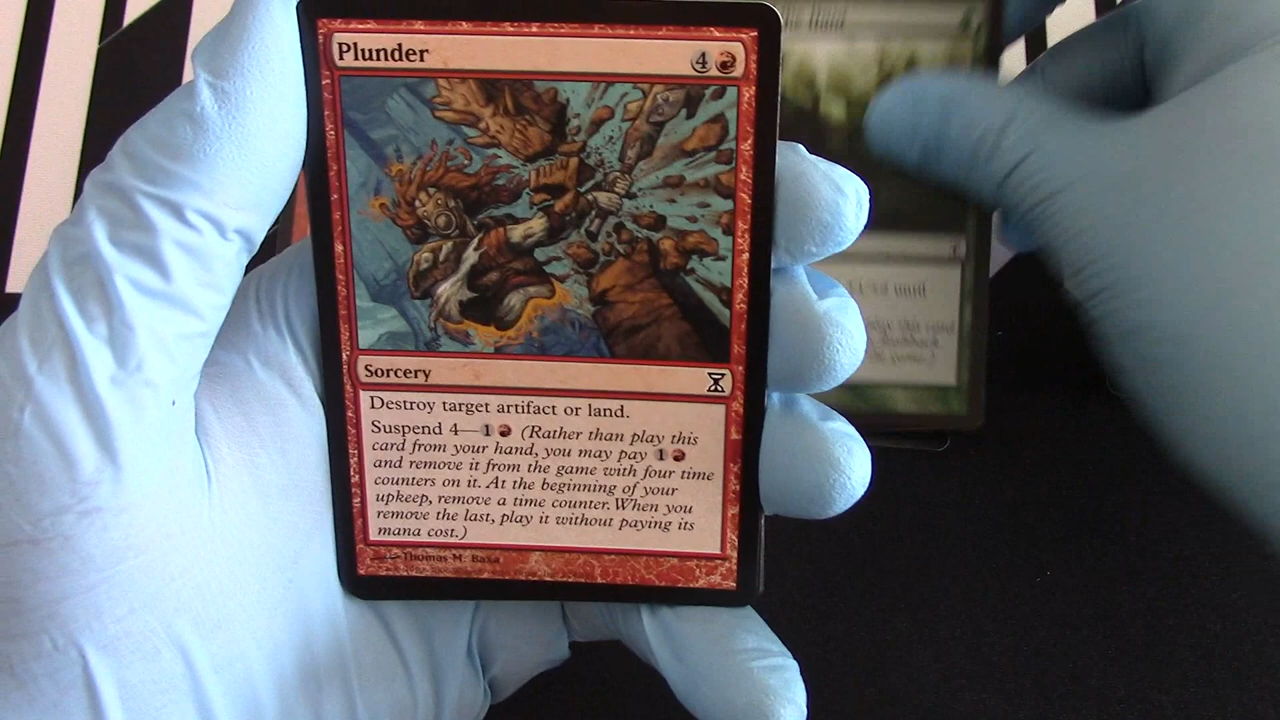 Plunder 4
Sorcery
Destroy target artifact or land.
Suspend 4—1 (Rather than play this
card from your hand, you may pay 1
and remove it from the game with four time
counters on it. At the beginning of your
upkeep, remove a time counter. When you
remove the last, play it without paying its
mana cost.)
Thomas M. Baxa